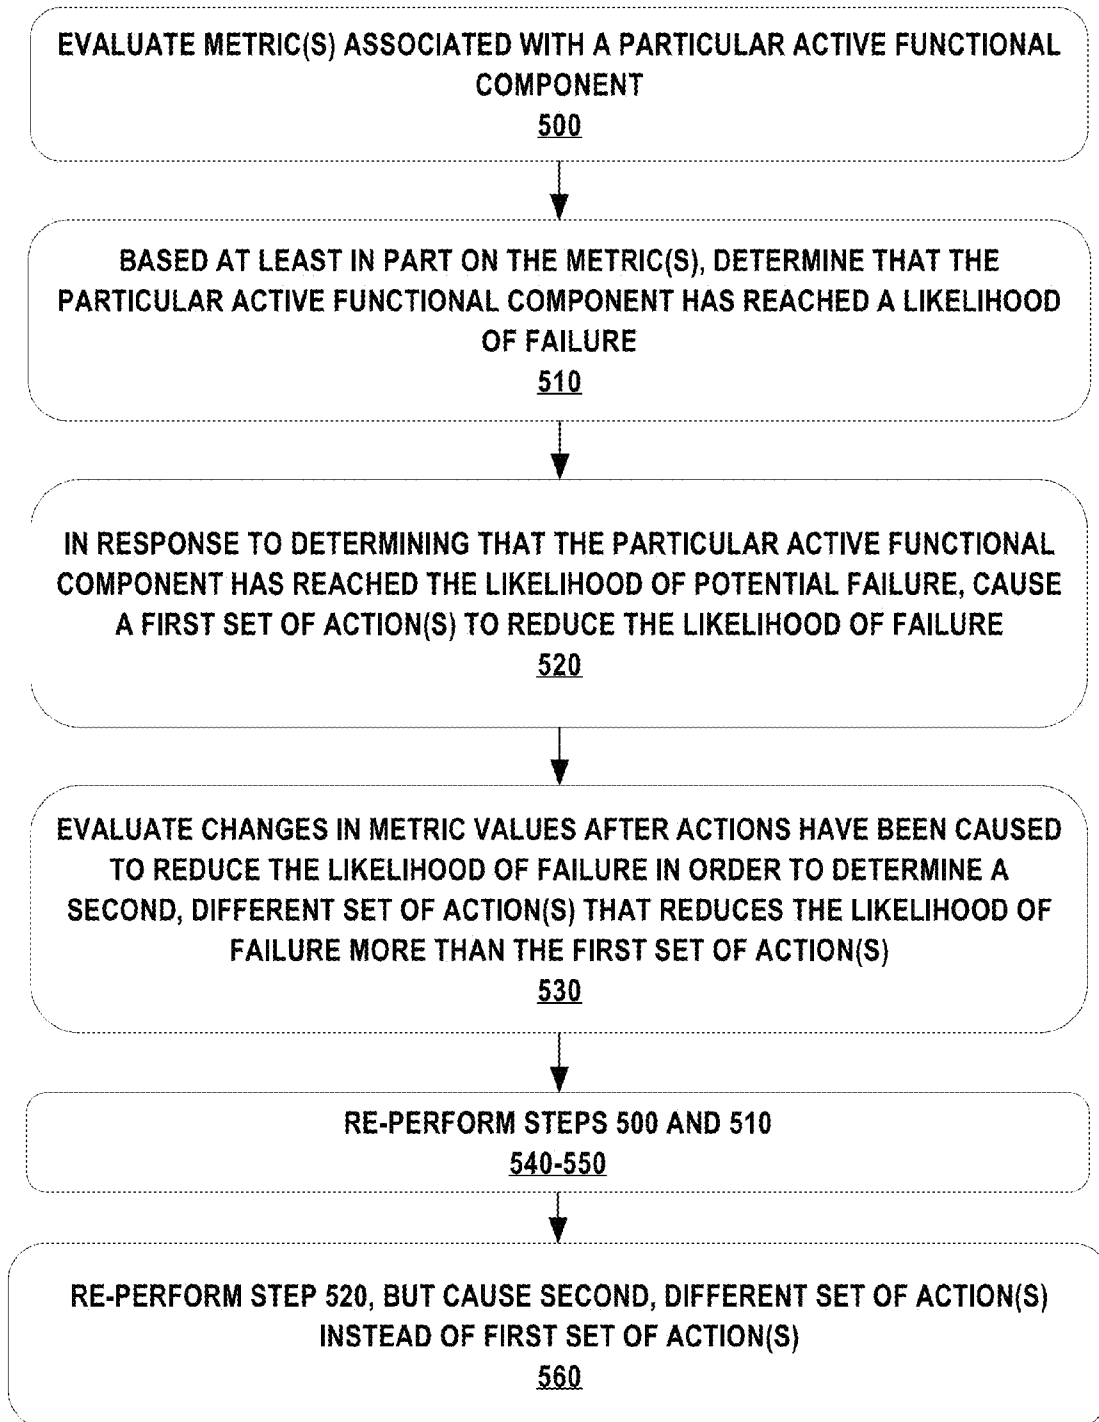 EVALUATE METRIC(S) ASSOCIATED WITH A PARTICULAR ACTIVE FUNCTIONAL
COMPONENT
500
BASED AT LEAST IN PART ON THE METRIC(S), DETERMINE THAT THE
PARTICULAR ACTIVE FUNCTIONAL COMPONENT HAS REACHED A LIKELIHOOD
OF FAILURE
510
IN RESPONSE TO DETERMINING THAT THE PARTICULAR ACTIVE FUNCTIONAL
COMPONENT HAS REACHED THE LIKELIHOOD OF POTENTIAL FAILURE, CAUSE
A FIRST SET OF ACTION(S) TO REDUCE THE LIKELIHOOD OF FAILURE
520
EVALUATE CHANGES IN METRIC VALUES AFTER ACTIONS HAVE BEEN CAUSED
TO REDUCE THE LIKELIHOOD OF FAILURE IN ORDER TO DETERMINE A
SECOND, DIFFERENT SET OF ACTION(S) THAT REDUCES THE LIKELIHOOD OF
FAILURE MORE THAN THE FIRST SET OF ACTION(S)
530
RE-PERFORM STEPS 500 AND 510
540-550
RE-PERFORM STEP 520, BUT CAUSE SECOND, DIFFERENT SET OF ACTION(S)
INSTEAD OF FIRST SET OF ACTION(S)
560